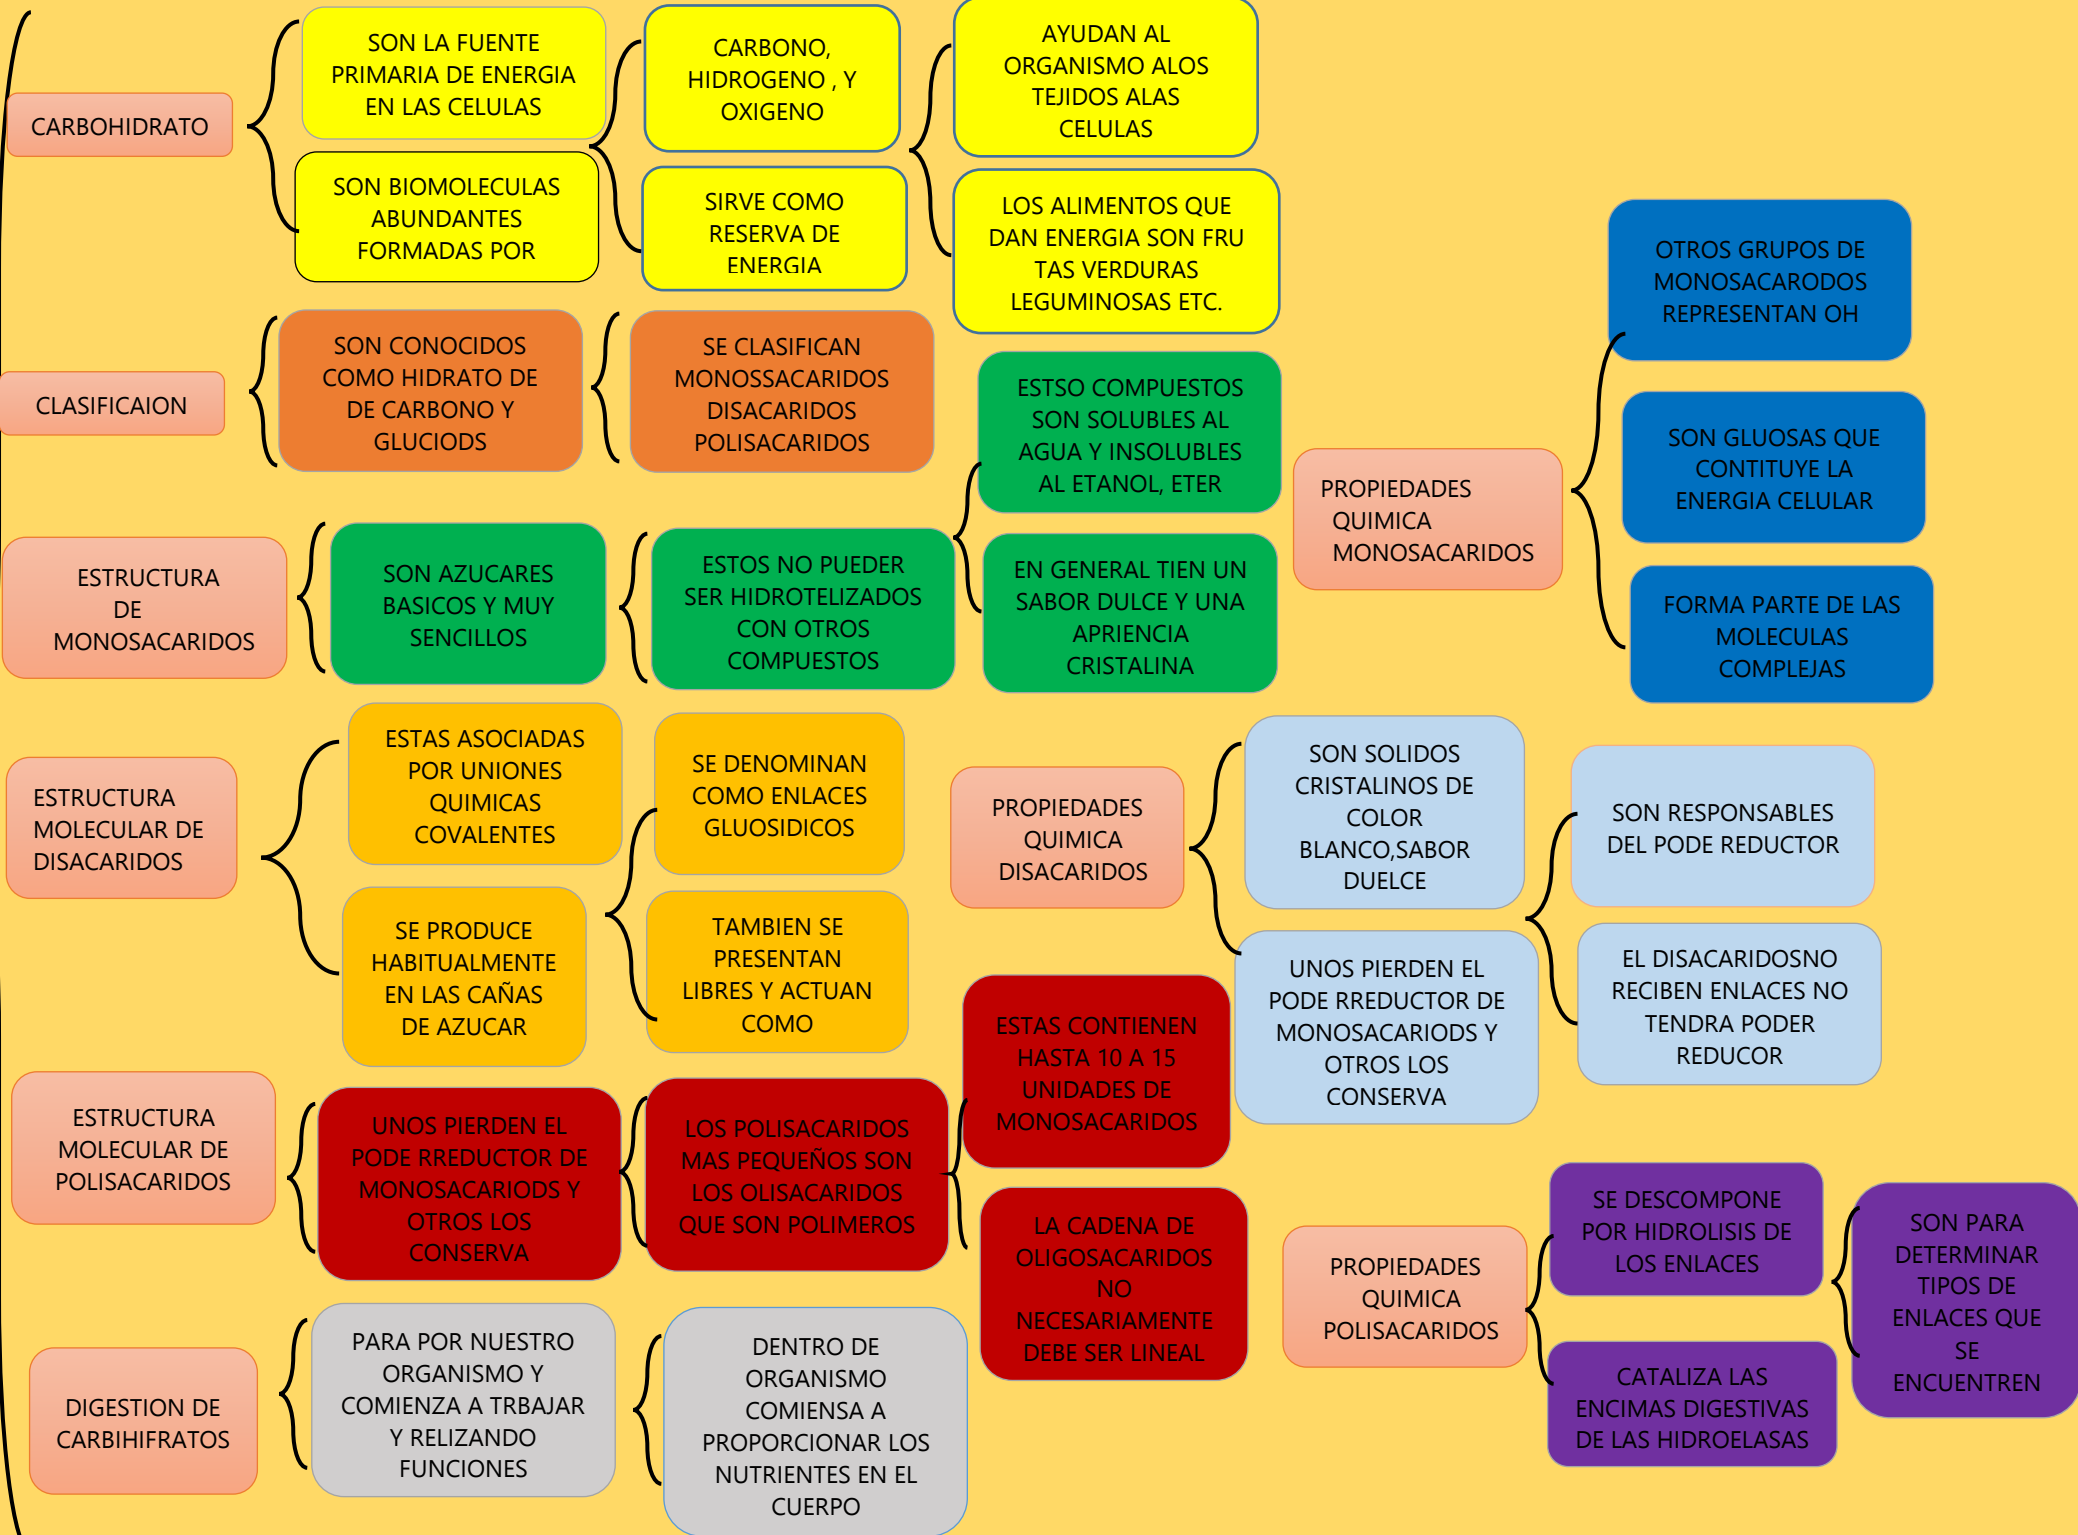 CARBOHIDRATO
SON LA FUENTE
PRIMARIA DE ENERGIA
EN LAS CELULAS
SON BIOMOLECULAS
ABUNDANTES
FORMADAS POR
CARBONO,
HIDROGENO , Y
OXIGENO
SIRVE COMO
RESERVA DE
ENERGIA
AYUDAN AL
ORGANISMO ALOS
TEJIDOS ALAS
CELULAS
LOS ALIMENTOS QUE
DAN ENERGIA SON FRU
TAS VERDURAS
LEGUMINOSAS ETC.
CLASIFICAION
SON CONOCIDOS
COMO HIDRATO DE
DE CARBONO Y
GLUCIODS
SE CLASIFICAN
MONOSSACARIDOS
DISACARIDOS
POLISACARIDOS
ESTRUCTURA
DE
MONOSACARIDOS
SON AZUCARES
BASICOS Y MUY
SENCILLOS
ESTOS NO PUEDER
SER HIDROTELIZADOS
CON OTROS
COMPUESTOS
ESTSO COMPUESTOS
SON SOLUBLES AL
AGUA Y INSOLUBLES
AL ETANOL, ETER
EN GENERAL TIEN UN
SABOR DULCE Y UNA
APRIENCIA
CRISTALINA
PROPIEDADES
QUIMICA
MONOSACARIDOS
OTROS GRUPOS DE
MONOSACARODOS
REPRESENTAN OH
SON GLUOSAS QUE
CONTITUYE LA
ENERGIA CELULAR
FORMA PARTE DE LAS
MOLECULAS
COMPLEJAS
ESTRUCTURA
MOLECULAR DE
DISACARIDOS
ESTAS ASOCIADAS
POR UNIONES
QUIMICAS
COVALENTES
SE PRODUCE
HABITUALMENTE
EN LAS CAÑAS
DE AZUCAR
SE DENOMINAN
COMO ENLACES
GLUOSIDICOS
TAMBIEN SE
PRESENTAN
LIBRES Y ACTUAN
COMO
PROPIEDADES
QUIMICA
DISACARIDOS
SON SOLIDOS
CRISTALINOS DE
COLOR
BLANCO,SABOR
DUELCE
UNOS PIERDEN EL
PODE RREDUCTOR DE
MONOSACARIODS Y
OTROS LOS
CONSERVA
SON RESPONSABLES
DEL PODE REDUCTOR
EL DISACARIDOSNO
RECIBEN ENLACES NO
TENDRA PODER
REDUCOR
ESTRUCTURA
MOLECULAR DE
POLISACARIDOS
UNOS PIERDEN EL
PODE RREDUCTOR DE
MONOSACARIODS Y
OTROS LOS
CONSERVA
LOS POLISACARIDOS
MAS PEQUEÑOS SON
LOS OLISACARIDOS
QUE SON POLIMEROS
ESTAS CONTIENEN
HASTA 10 A 15
UNIDADES DE
MONOSACARIDOS
LA CADENA DE
OLIGOSACARIDOS
NO
NECESARIAMENTE
DEBE SER LINEAL
PROPIEDADES
QUIMICA
POLISACARIDOS
SE DESCOMPONE
POR HIDROLISIS DE
LOS ENLACES
CATALIZA LAS
ENCIMAS DIGESTIVAS
DE LAS HIDROELASAS
SON PARA
DETERMINAR
TIPOS DE
ENLACES QUE
SE
ENCUENTREN
DIGESTION DE
CARBIHIFRATOS
PARA POR NUESTRO
ORGANISMO Y
COMIENZA A TRBAJAR
Y RELIZANDO
FUNCIONES
DENTRO DE
ORGANISMO
COMIENSA A
PROPORCIONAR LOS
NUTRIENTES EN EL
CUERPO